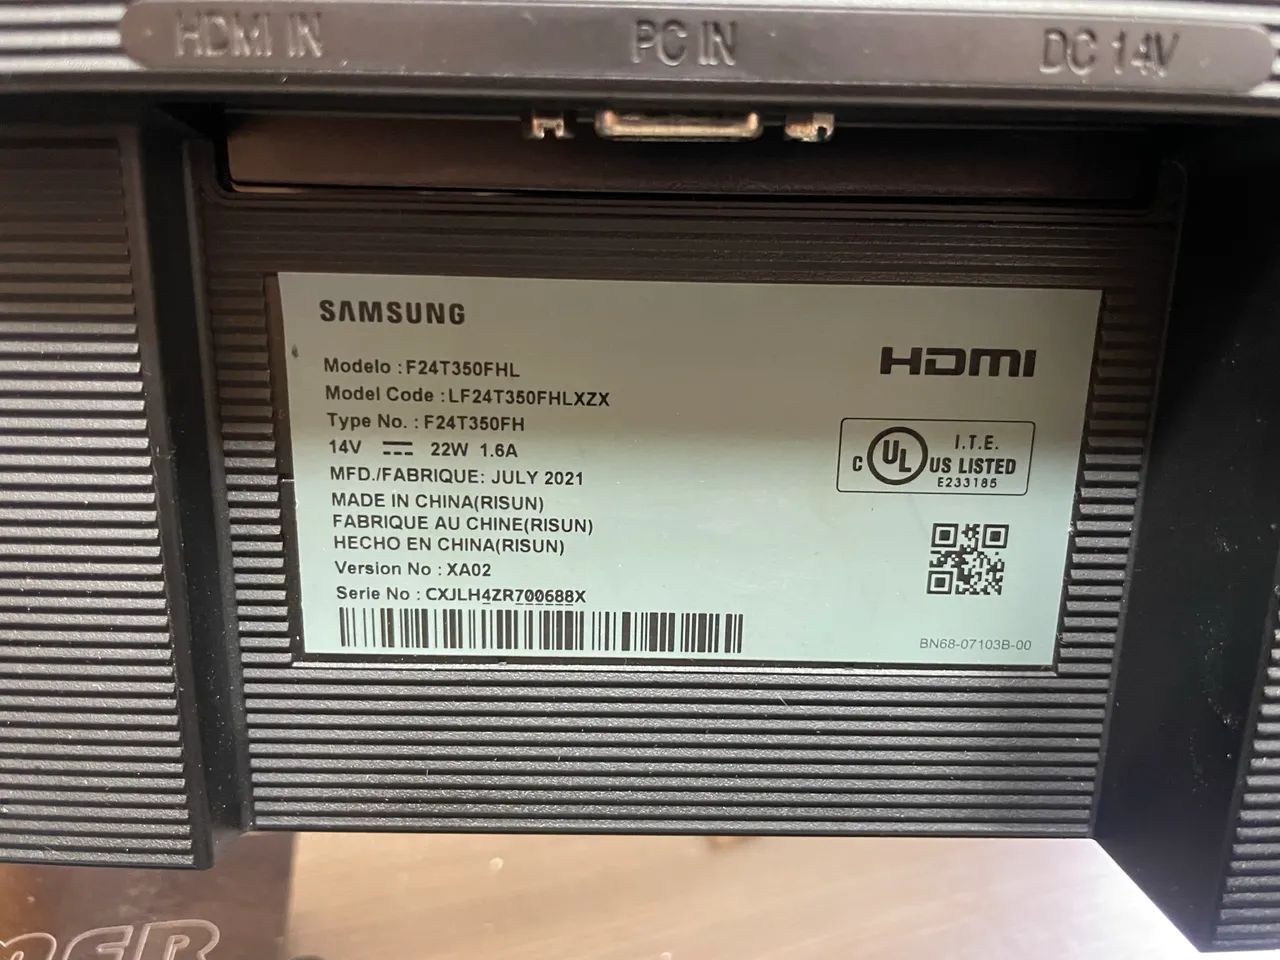 HDMI IN PC IN DC 14V
SAMSUNG
HDMI
Modelo : F24T350FHL
Model Code : LF24T350FHLXZX
Type No. : F24T350FH
14V ⎓ 22W 1.6A
MFD./FABRIQUE: JULY 2021
MADE IN CHINA(RISUN)
FABRIQUE AU CHINE(RISUN)
HECHO EN CHINA(RISUN)
Version No : XA02
Serie No : CXJLH4ZR700688X
C UL US LISTED
I.T.E.
E233185
BN68-07103B-00